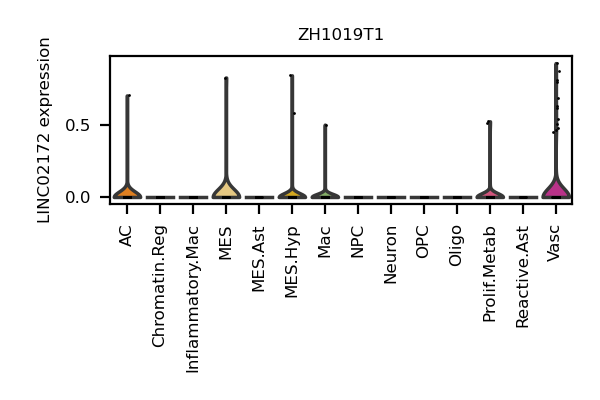 ZH1019T1
LINC02172 expression
0.5
0.0
AC
Chromatin.Reg
Inflammatory.Mac
MES
MES.Ast
MES.Hyp
Mac
NPC
Neuron
OPC
Oligo
Prolif.Metab
Reactive.Ast
Vasc